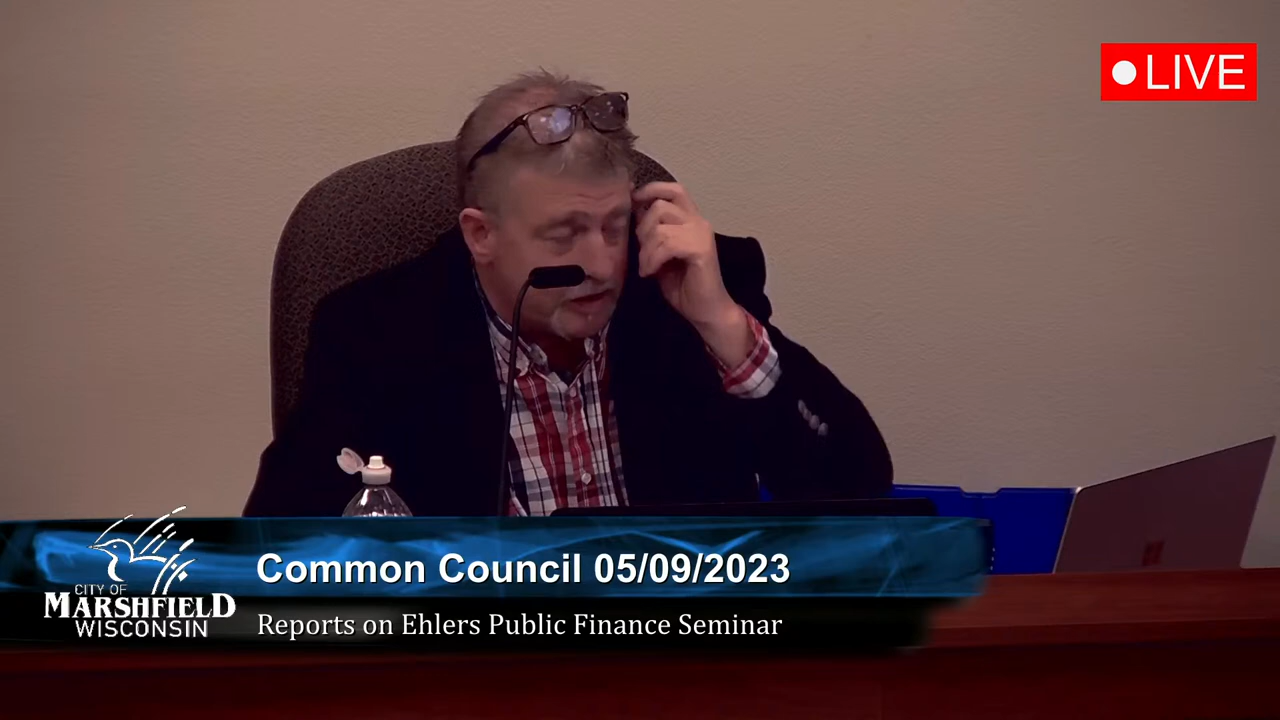 LIVE
Common Council 05/09/2023
CITY OF
MARSHFIELD
WISCONSIN
Reports on Ehlers Public Finance Seminar